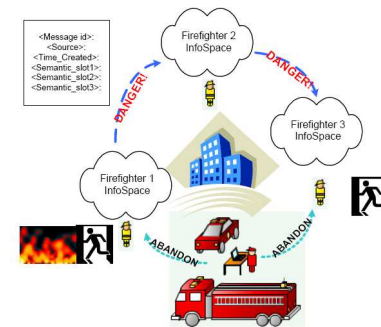 <Message id>:
<Source>:
<Time_Created>:
<Semantic_slot1>:
<Semantic_slot2>:
<Semantic_slot3>:
Firefighter 2
InfoSpace
DANGER!
DANGER!
Firefighter 3
InfoSpace
Firefighter 1
InfoSpace
ABANDON
ABANDON